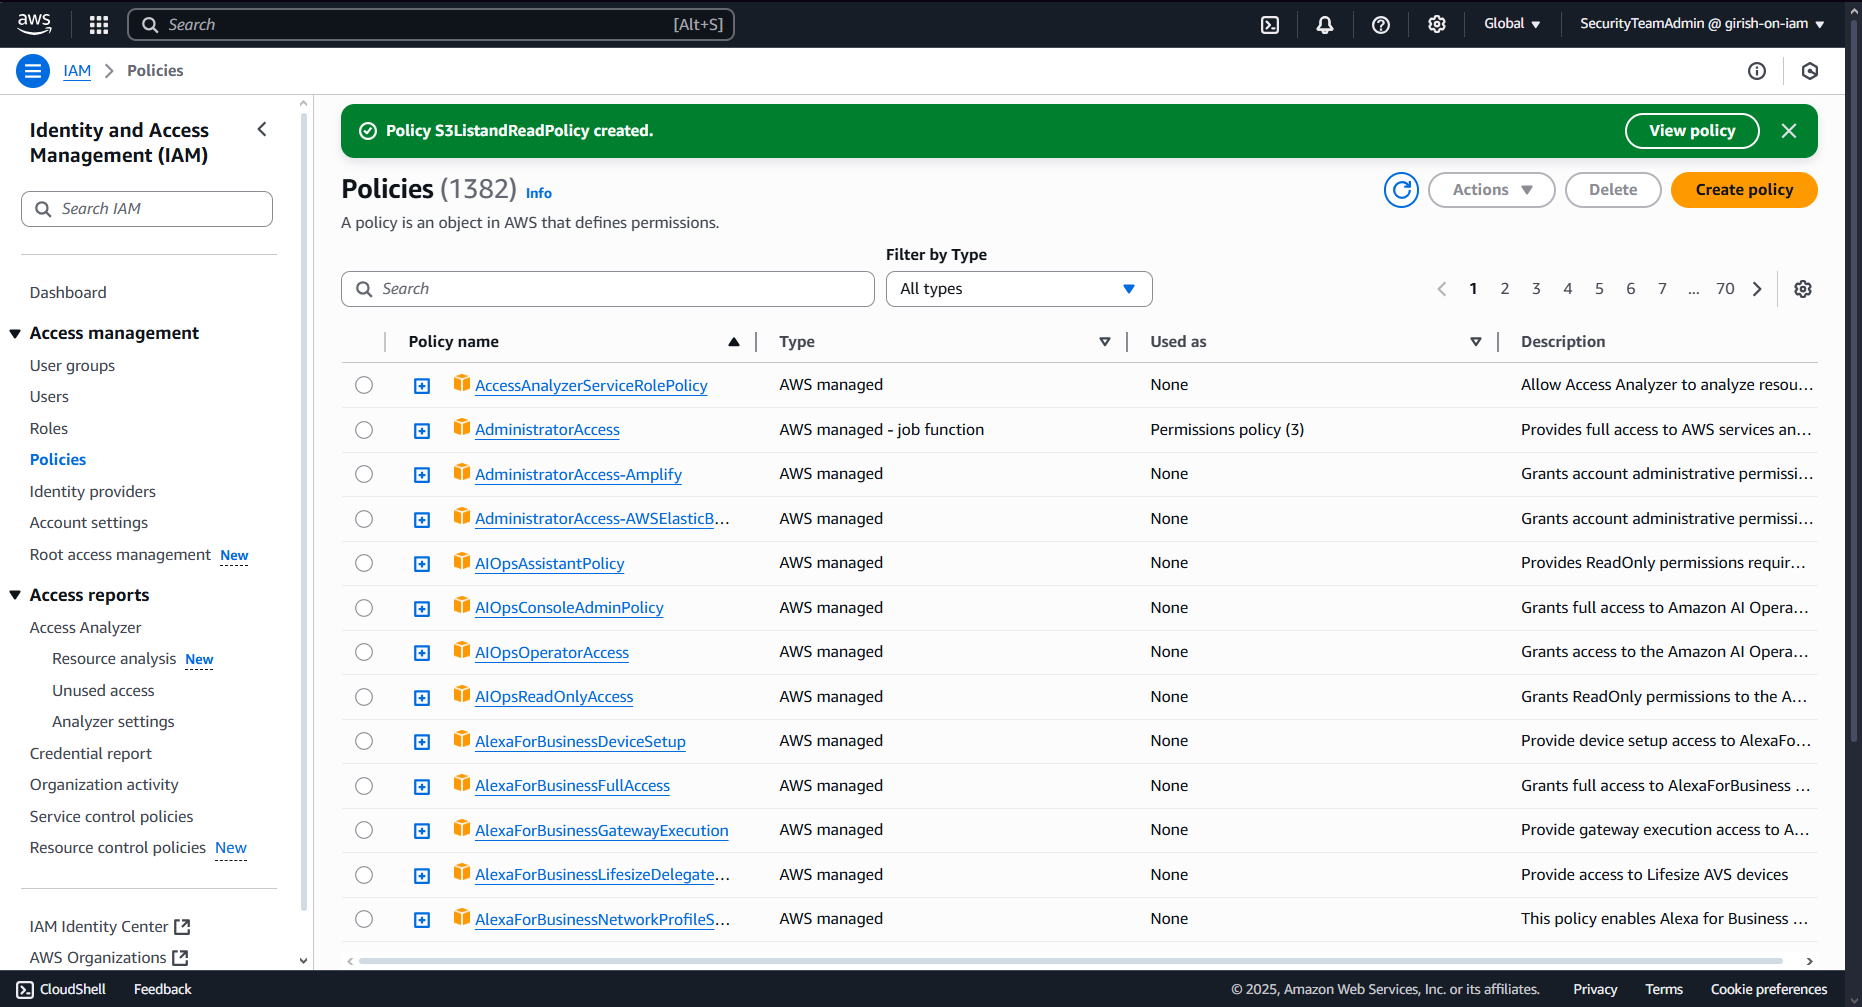 aws
Search [Alt+S] Global SecurityTeamAdmin @ girish-on-iam
IAM Policies
Identity and Access
Management (IAM)
Search IAM
Dashboard
Access management
User groups
Users
Roles
Policies
Identity providers
Account settings
Root access management New
Access reports
Access Analyzer
Resource analysis New
Unused access
Analyzer settings
Credential report
Organization activity
Service control policies
Resource control policies New
IAM Identity Center
AWS Organizations
Policy S3ListandReadPolicy created. View policy
Policies (1382) Info Actions Delete Create policy
A policy is an object in AWS that defines permissions.
Filter by Type
Search All types 1 2 3 4 5 6 7 ... 70
Policy name Type Used as Description
AccessAnalyzerServiceRolePolicy AWS managed None Allow Access Analyzer to analyze resou...
AdministratorAccess AWS managed - job function Permissions policy (3) Provides full access to AWS services an...
AdministratorAccess-Amplify AWS managed None Grants account administrative permissi...
AdministratorAccess-AWSElasticB... AWS managed None Grants account administrative permissi...
AIOpsAssistantPolicy AWS managed None Provides ReadOnly permissions requir...
AIOpsConsoleAdminPolicy AWS managed None Grants full access to Amazon AI Opera...
AIOpsOperatorAccess AWS managed None Grants access to the Amazon AI Opera...
AIOpsReadOnlyAccess AWS managed None Grants ReadOnly permissions to the A...
AlexaForBusinessDeviceSetup AWS managed None Provide device setup access to AlexaFo...
AlexaForBusinessFullAccess AWS managed None Grants full access to AlexaForBusiness ...
AlexaForBusinessGatewayExecution AWS managed None Provide gateway execution access to A...
AlexaForBusinessLifesizeDelegate... AWS managed None Provide access to Lifesize AVS devices
AlexaForBusinessNetworkProfileS... AWS managed None This policy enables Alexa for Business ...
CloudShell Feedback © 2025, Amazon Web Services, Inc. or its affiliates. Privacy Terms Cookie preferences